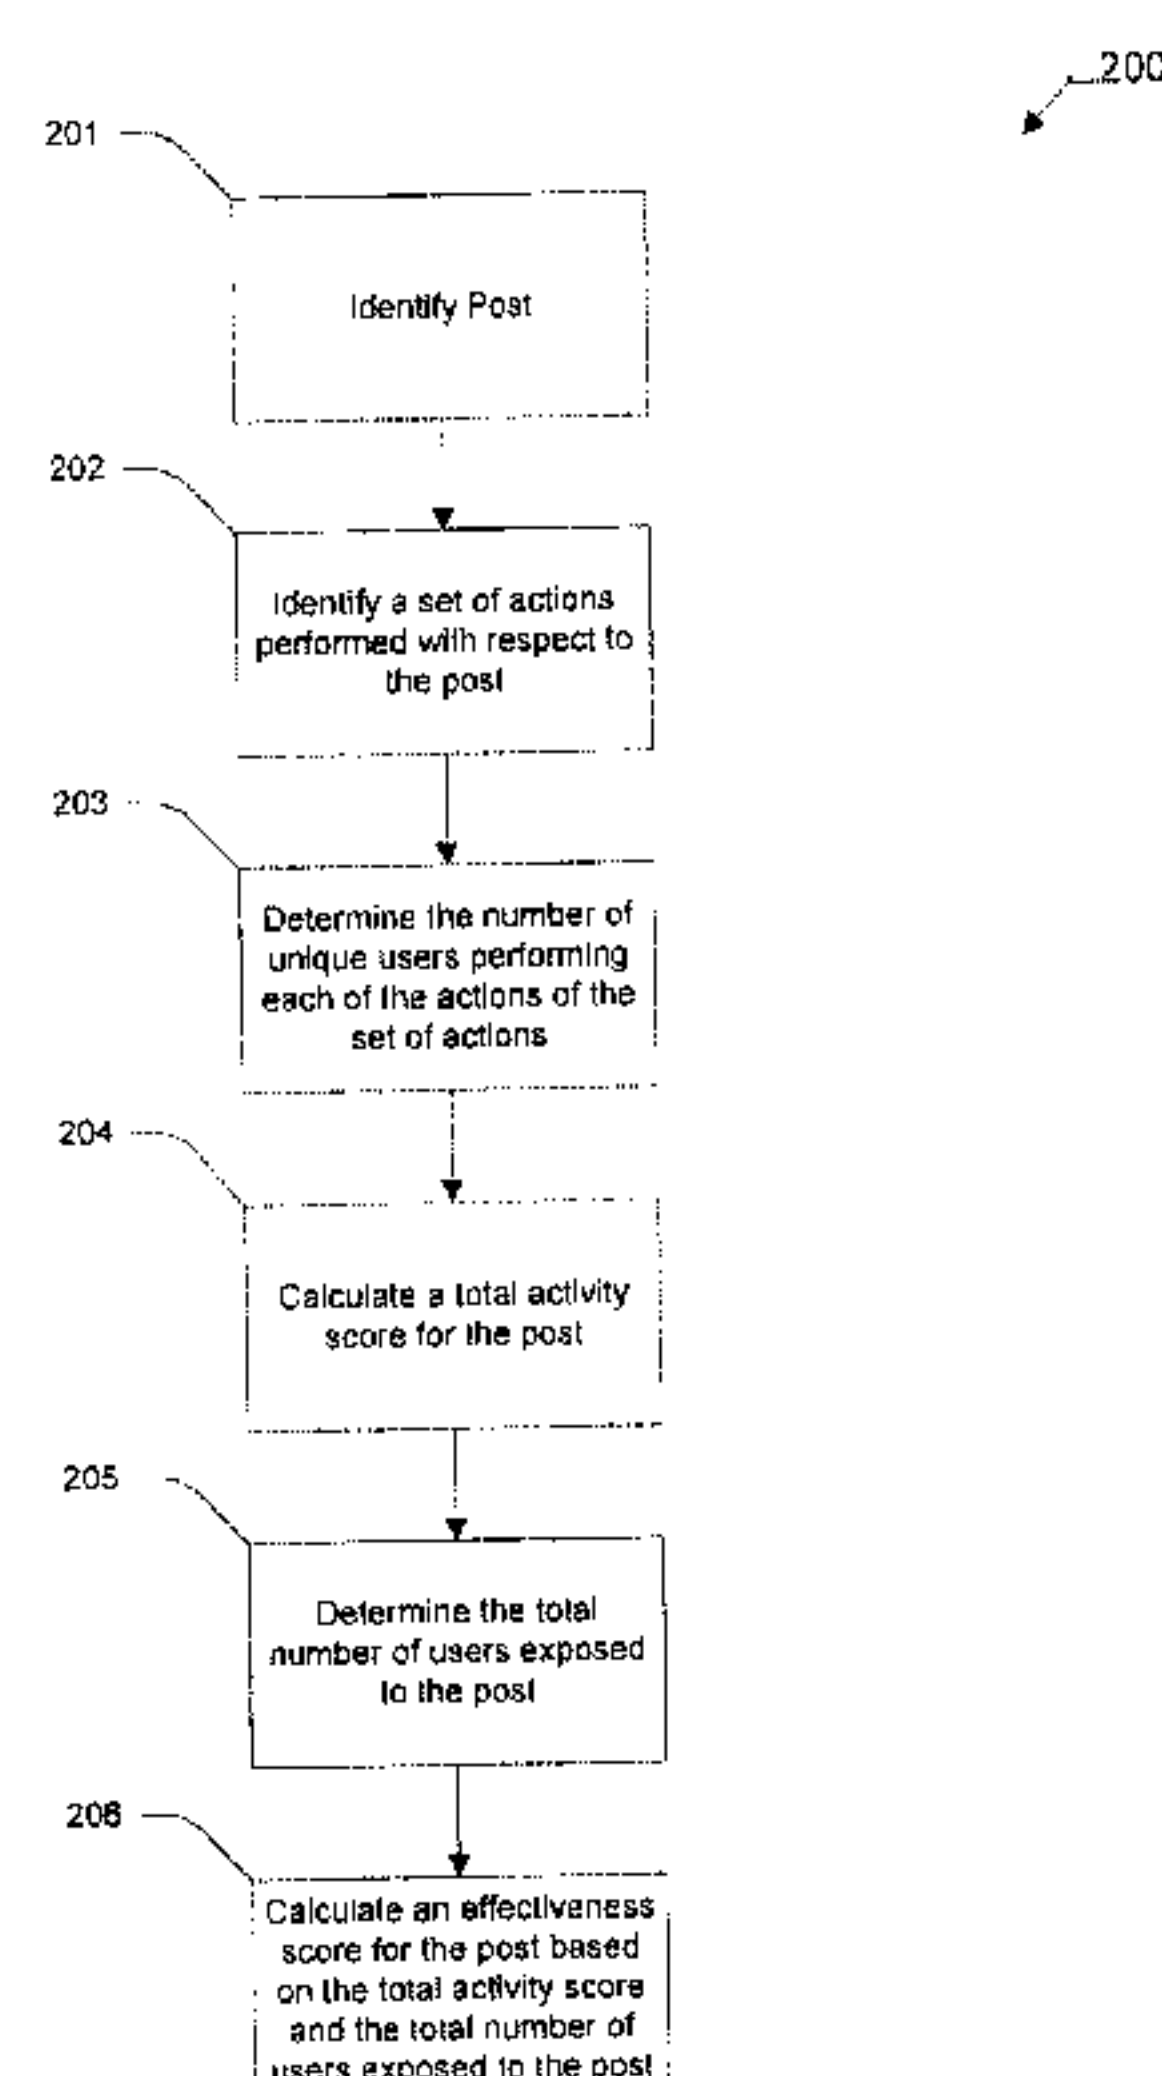 200
201
Identify Post
202
Identify a set of actions
performed with respect to
the post
203
Determine the number of
unique users performing
each of the actions of the
set of actions
204
Calculate a total activity
score for the post
205
Determine the total
number of users exposed
to the post
206
Calculate an effectiveness
score for the post based
on the total activity score
and the total number of
users exposed to the post